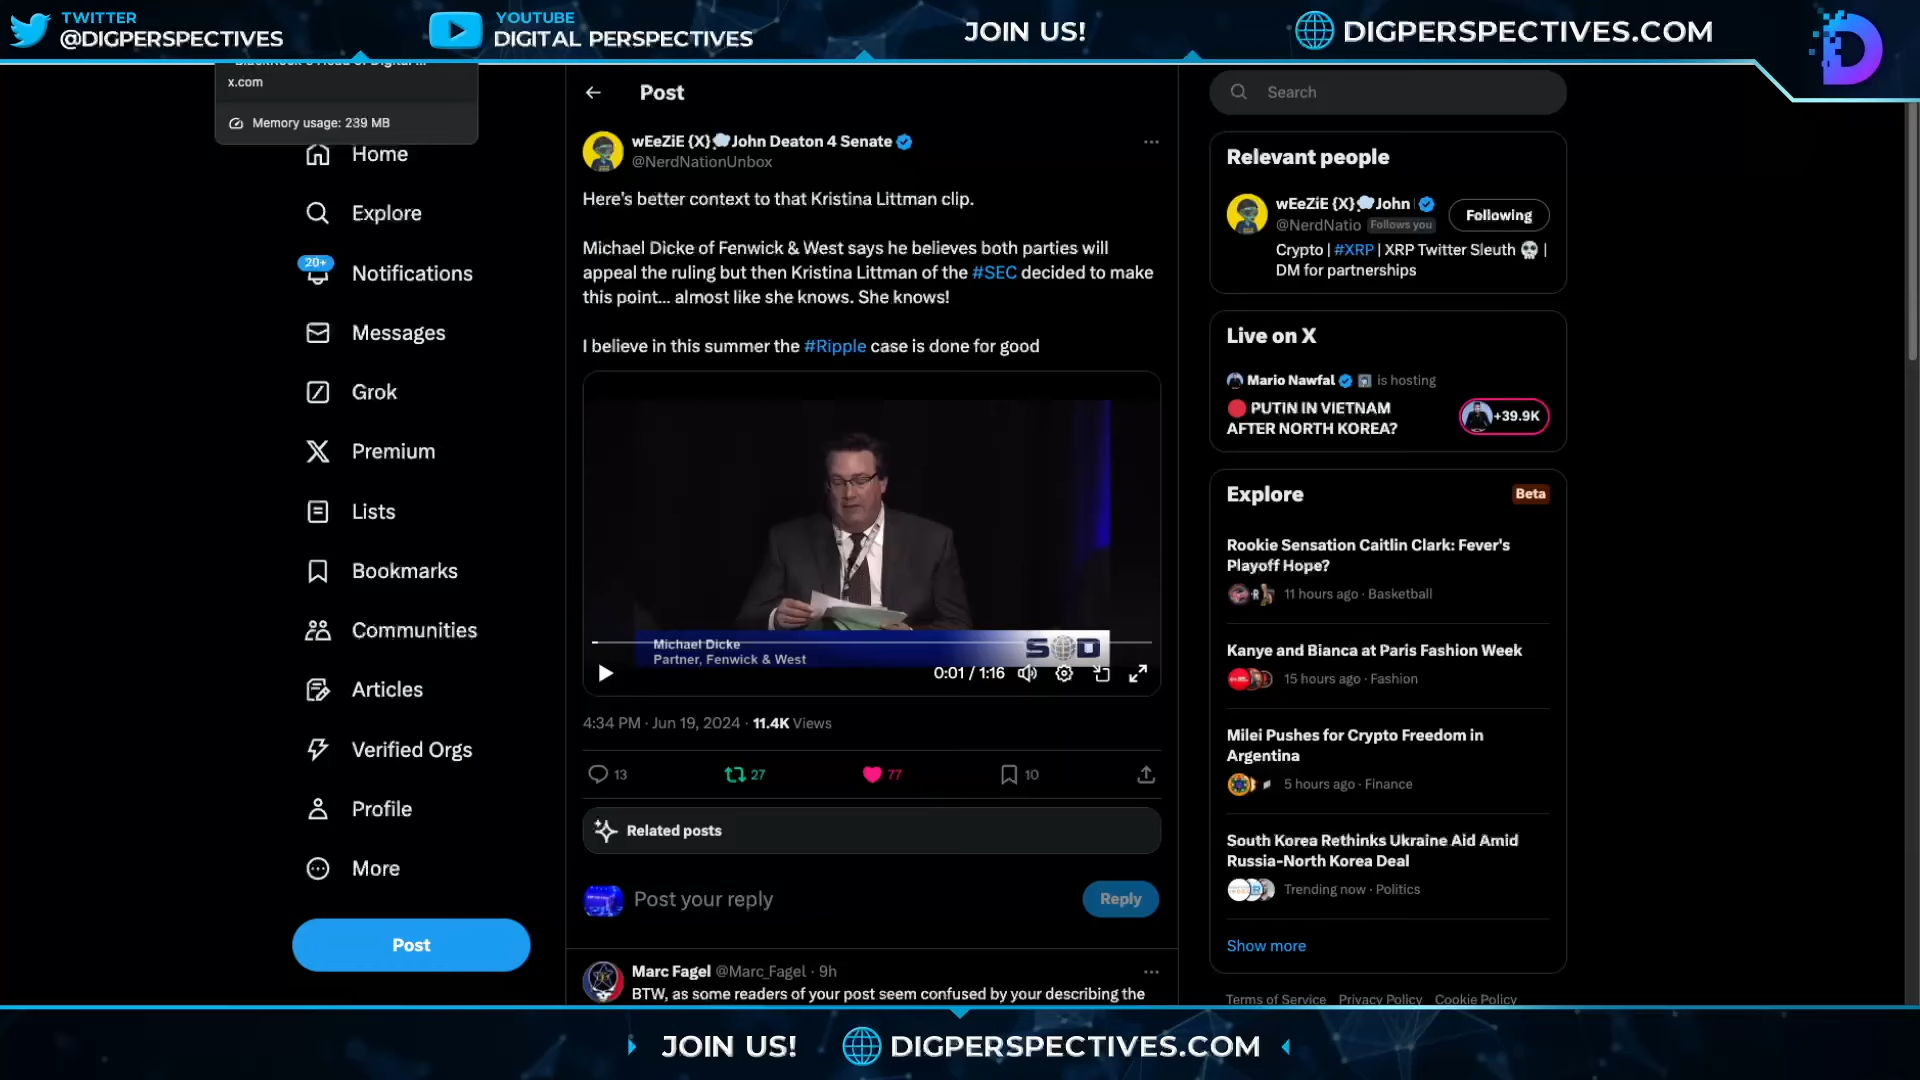 TWITTER
@DIGPERSPECTIVES
YOUTUBE
DIGITAL PERSPECTIVES
JOIN US!
DIGPERSPECTIVES.COM
x.com
Memory usage: 239 MB
Home
Explore
20+
Notifications
Messages
Grok
Premium
Lists
Bookmarks
Communities
Articles
Verified Orgs
Profile
More
Post
Post
wEeZiE {X}💭John Deaton 4 Senate
@NerdNationUnbox
Here's better context to that Kristina Littman clip.
Michael Dicke of Fenwick & West says he believes both parties will
appeal the ruling but then Kristina Littman of the #SEC decided to make
this point... almost like she knows. She knows!
I believe in this summer the #Ripple case is done for good
Michael Dicke
Partner, Fenwick & West
SD
0:01 / 1:16
4:34 PM · Jun 19, 2024 · 11.4K Views
13
27
77
10
Related posts
Post your reply
Reply
Marc Fagel @Marc_Fagel · 9h
BTW, as some readers of your post seem confused by your describing the
Search
Relevant people
wEeZiE {X}💭John
@NerdNatio Follows you
Following
Crypto | #XRP | XRP Twitter Sleuth 💀 |
DM for partnerships
Live on X
Mario Nawfal is hosting
🔴 PUTIN IN VIETNAM
AFTER NORTH KOREA?
+39.9K
Explore
Beta
Rookie Sensation Caitlin Clark: Fever's
Playoff Hope?
11 hours ago · Basketball
Kanye and Bianca at Paris Fashion Week
15 hours ago · Fashion
Milei Pushes for Crypto Freedom in
Argentina
5 hours ago · Finance
South Korea Rethinks Ukraine Aid Amid
Russia-North Korea Deal
Trending now · Politics
Show more
Terms of Service Privacy Policy Cookie Policy
JOIN US!
DIGPERSPECTIVES.COM